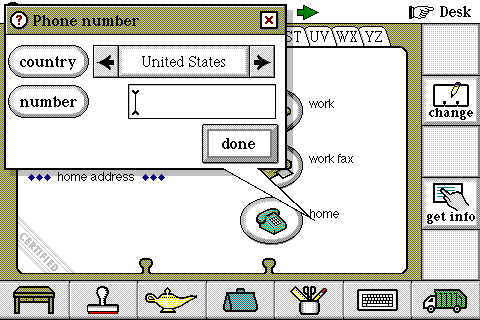 Phone number
Desk
country
United States
number
done
ST UV WX YZ
work
work fax
home
home address
change
get info
CERTIFIED